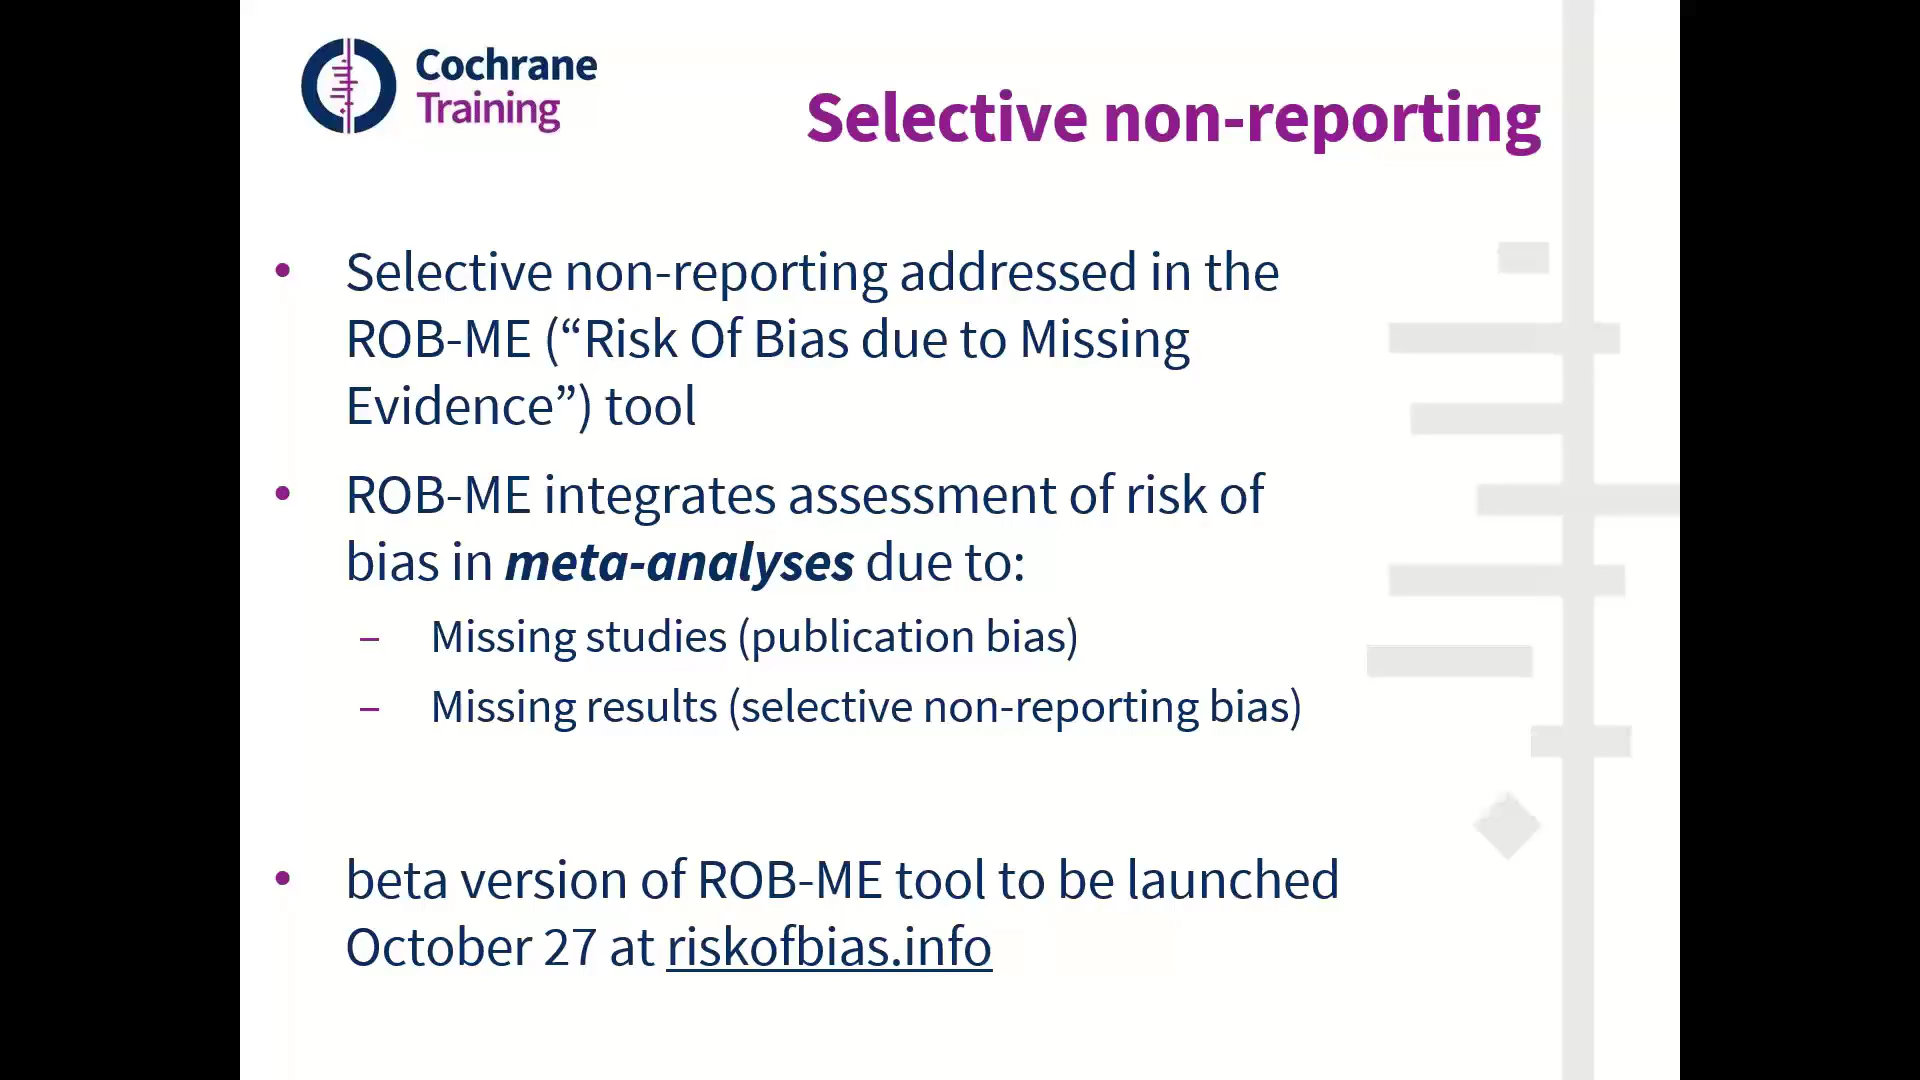 Cochrane
Training
Selective non-reporting
• Selective non-reporting addressed in the
ROB-ME (“Risk Of Bias due to Missing
Evidence”) tool
• ROB-ME integrates assessment of risk of
bias in meta-analyses due to:
– Missing studies (publication bias)
– Missing results (selective non-reporting bias)
• beta version of ROB-ME tool to be launched
October 27 at riskofbias.info